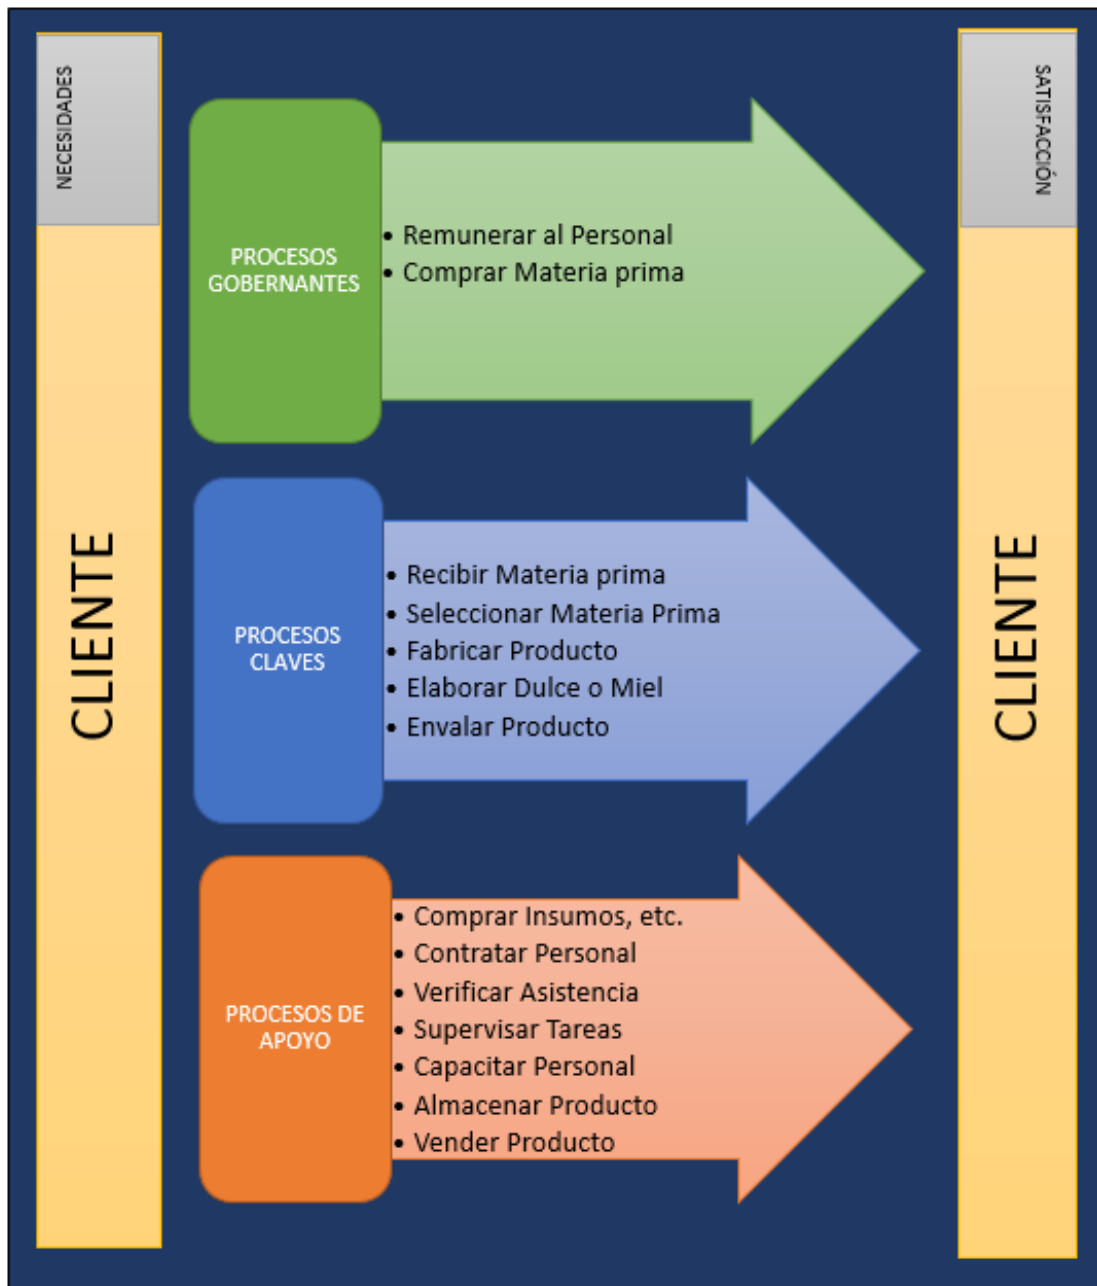 NECESIDADES
CLIENTE
PROCESOS
GOBERNANTES
• Remunerar al Personal
• Comprar Materia prima
PROCESOS
CLAVES
• Recibir Materia prima
• Seleccionar Materia Prima
• Fabricar Producto
• Elaborar Dulce o Miel
• Envalar Producto
PROCESOS DE
APOYO
• Comprar Insumos, etc.
• Contratar Personal
• Verificar Asistencia
• Supervisar Tareas
• Capacitar Personal
• Almacenar Producto
• Vender Producto
SATISFACCIÓN
CLIENTE